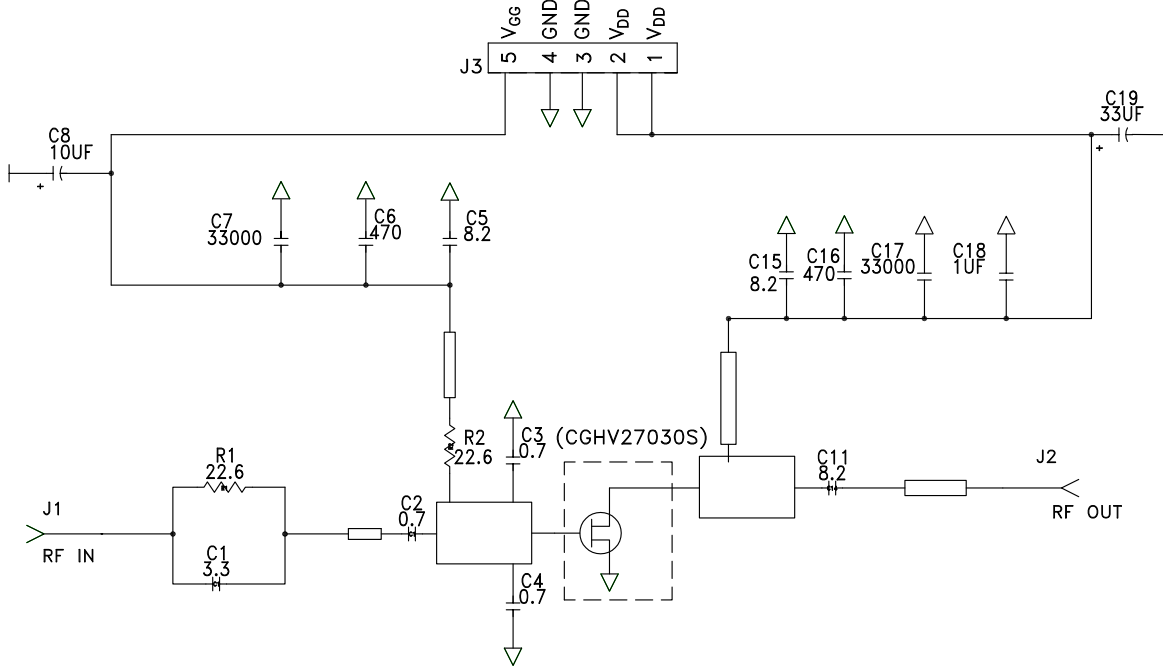 VGG
GND
GND
VDD
VDD
J3
5
4
3
2
1
C8
10UF
+
C19
33UF
+
C7
33000
C6
470
C5
8.2
C15
8.2
C16
470
C17
33000
C18
1UF
R2
22.6
C3
0.7
(CGHV27030S)
R1
22.6
J1
RF IN
C1
3.3
C2
0.7
C4
0.7
C11
8.2
J2
RF OUT